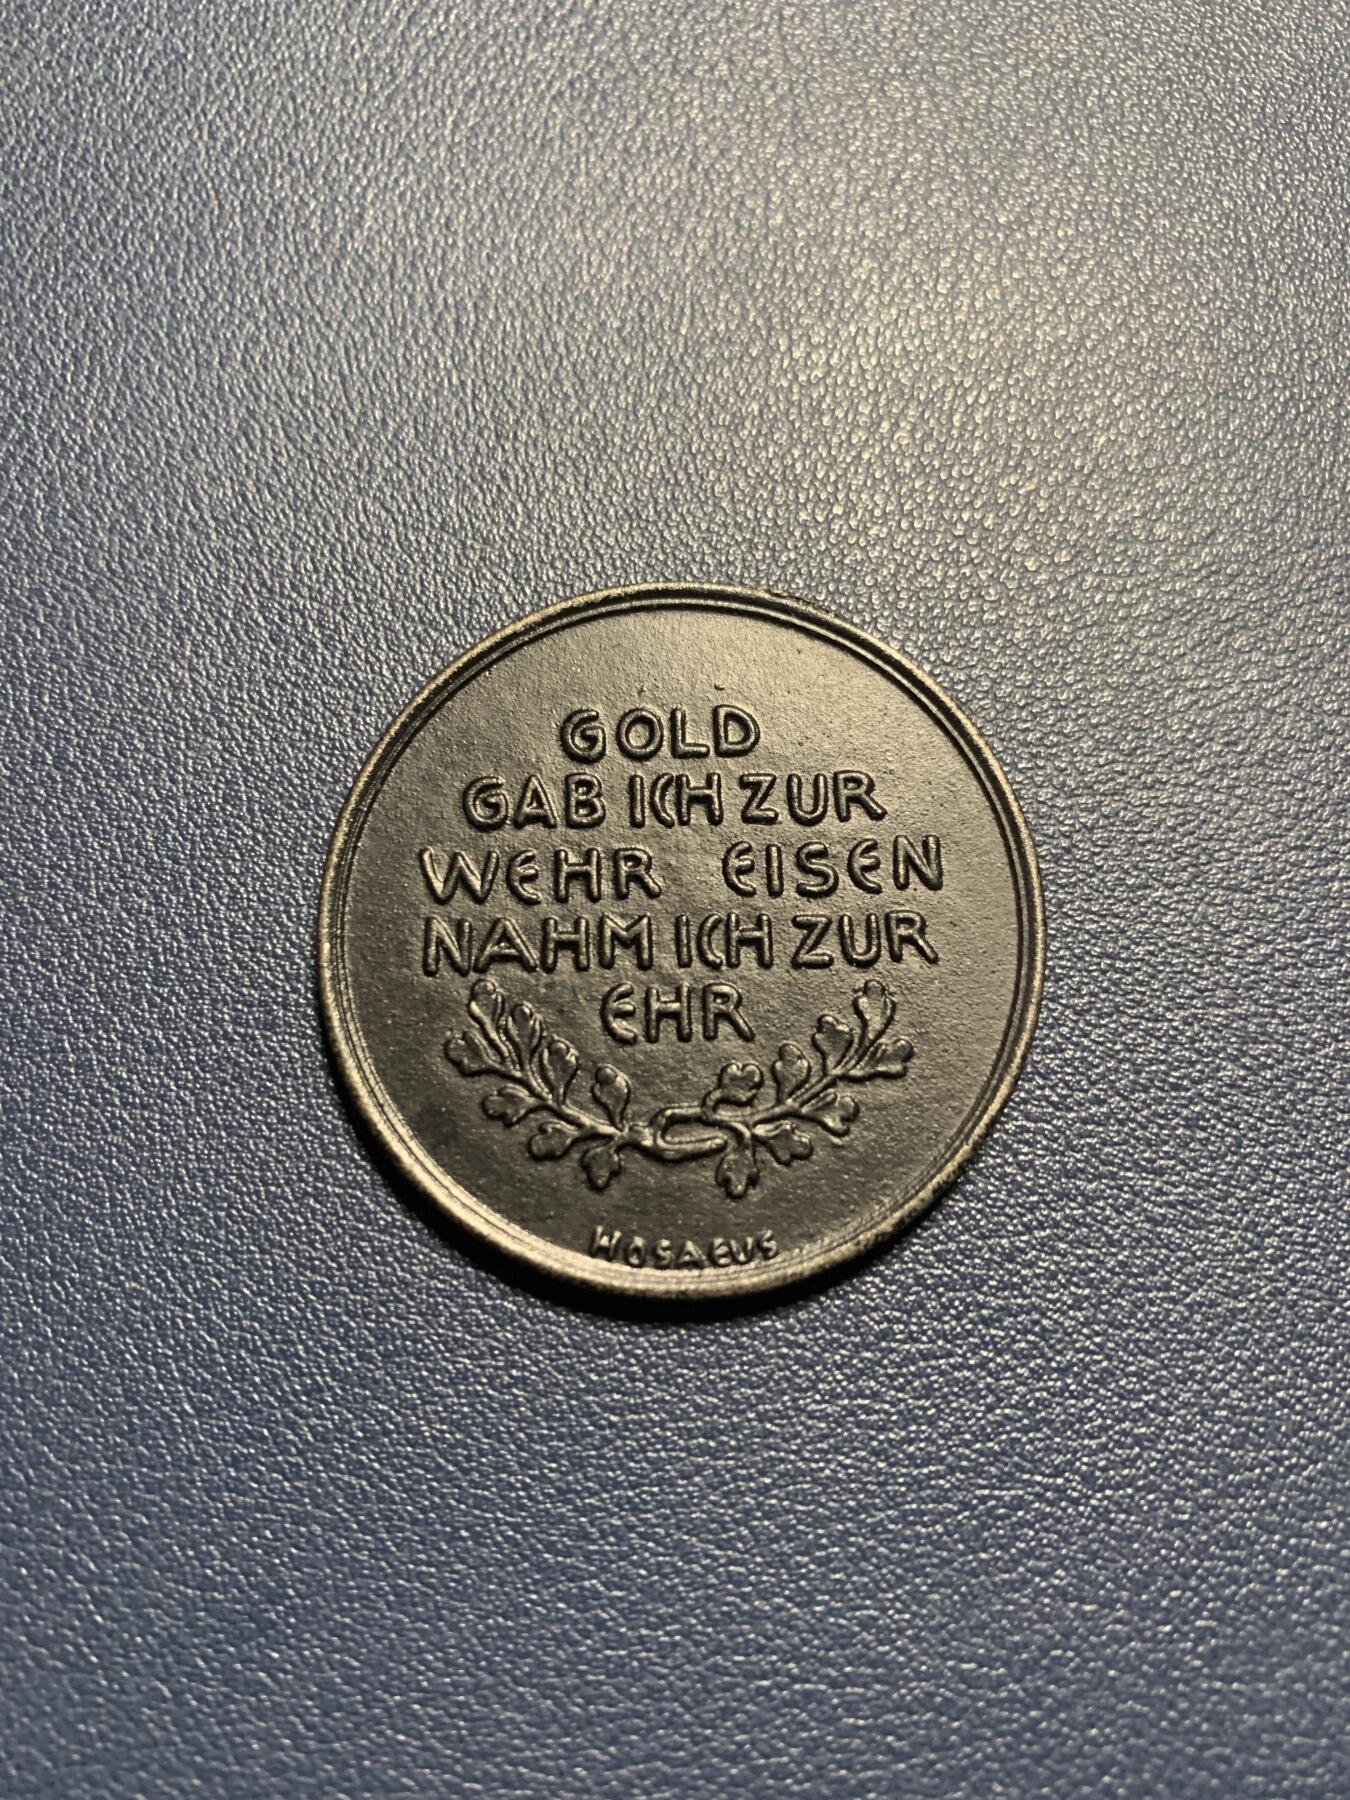 GOLD
GAB ICH ZUR
WEHR EISEN
NAHM ICH ZUR
EHR
HOSAEUS